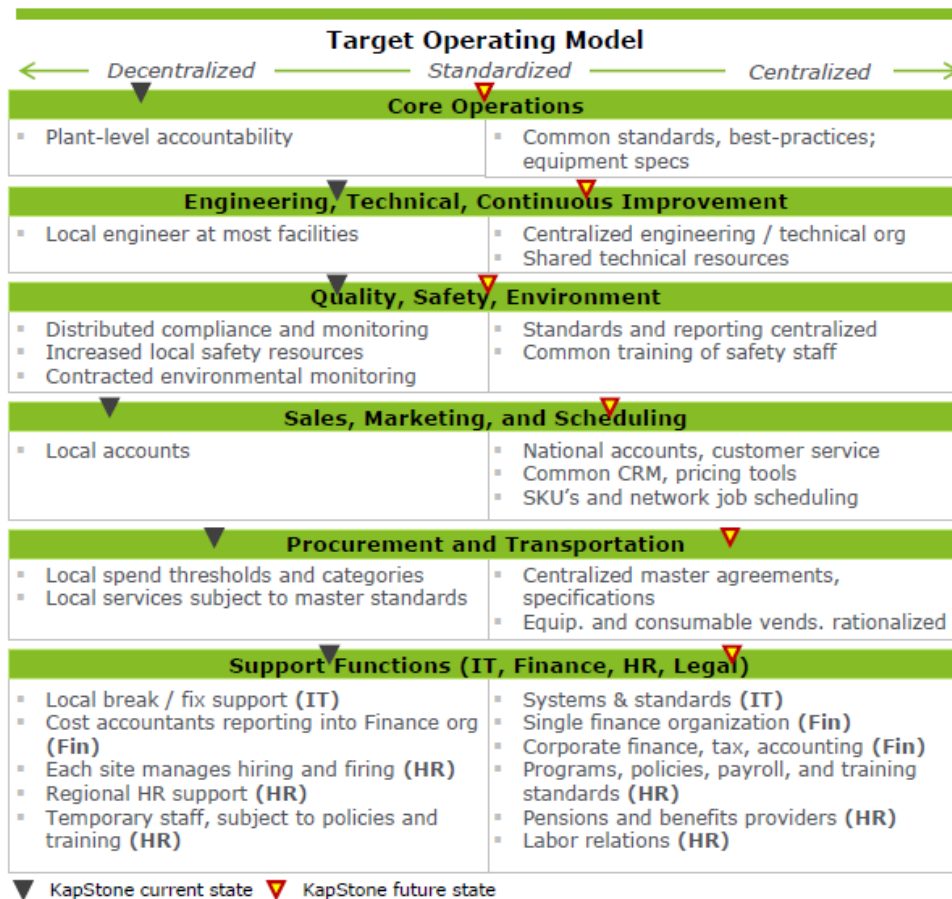 Target Operating Model
Decentralized Standardized Centralized
Core Operations
▪ Plant-level accountability
▪ Common standards, best-practices;
equipment specs
Engineering, Technical, Continuous Improvement
▪ Local engineer at most facilities
▪ Centralized engineering / technical org
▪ Shared technical resources
Quality, Safety, Environment
▪ Distributed compliance and monitoring
▪ Increased local safety resources
▪ Contracted environmental monitoring
▪ Standards and reporting centralized
▪ Common training of safety staff
Sales, Marketing, and Scheduling
▪ Local accounts
▪ National accounts, customer service
▪ Common CRM, pricing tools
▪ SKU's and network job scheduling
Procurement and Transportation
▪ Local spend thresholds and categories
▪ Local services subject to master standards
▪ Centralized master agreements,
specifications
▪ Equip. and consumable vends. rationalized
Support Functions (IT, Finance, HR, Legal)
▪ Local break / fix support (IT)
▪ Cost accountants reporting into Finance org
(Fin)
▪ Each site manages hiring and firing (HR)
▪ Regional HR support (HR)
▪ Temporary staff, subject to policies and
training (HR)
▪ Systems & standards (IT)
▪ Single finance organization (Fin)
▪ Corporate finance, tax, accounting (Fin)
▪ Programs, policies, payroll, and training
standards (HR)
▪ Pensions and benefits providers (HR)
▪ Labor relations (HR)
KapStone current state KapStone future state